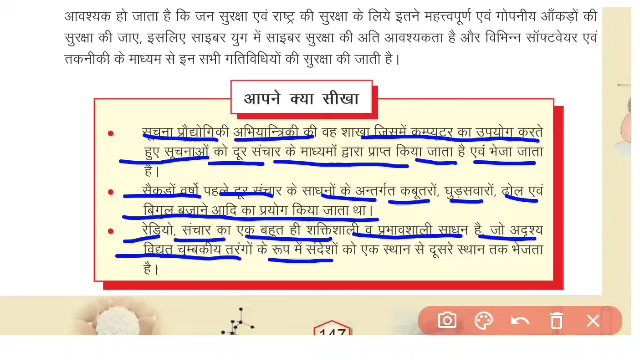 आवश्यक हो जाता है कि जन सुरक्षा एवं राष्ट्र की सुरक्षा के लिये इतने महत्त्वपूर्ण एवं गोपनीय आँकड़ों की
सुरक्षा की जाए, इसलिए साइबर युग में साइबर सुरक्षा की अति आवश्यकता है और विभिन्न सॉफ्टवेयर एवं
तकनीकी के माध्यम से इन सभी गतिविधियों की सुरक्षा की जाती है।
आपने क्या सीखा
• सूचना प्रौद्योगिकी अभियान्त्रिकी की वह शाखा जिसमें कम्प्यूटर का उपयोग करते
हुए सूचनाओं को दूर संचार के माध्यमों द्वारा प्राप्त किया जाता है एवं भेजा जाता
है।
• सैकड़ों वर्षों पहले दूर संचार के साधनों के अन्तर्गत कबूतरों, घुड़सवारों, ढोल एवं
बिगुल बजाने आदि का प्रयोग किया जाता था।
• रेडियो, संचार का एक बहुत ही शक्तिशाली व प्रभावशाली साधन है, जो अदृश्य
विद्युत चुम्बकीय तरंगों के रूप में संदेशों को एक स्थान से दूसरे स्थान तक भेजता
है।
147